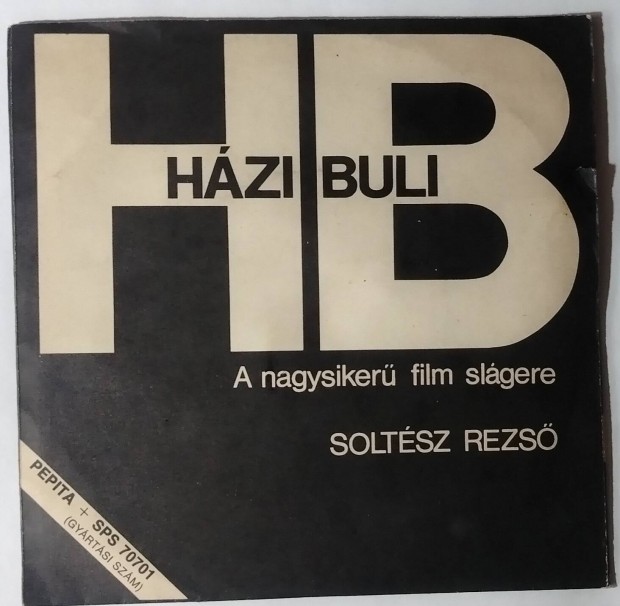 HB
HÁZI BULI
A nagysikerű film slágere
SOLTÉSZ REZSŐ
PEPITA + SPS 70701
(GYÁRTÁSI SZÁM)